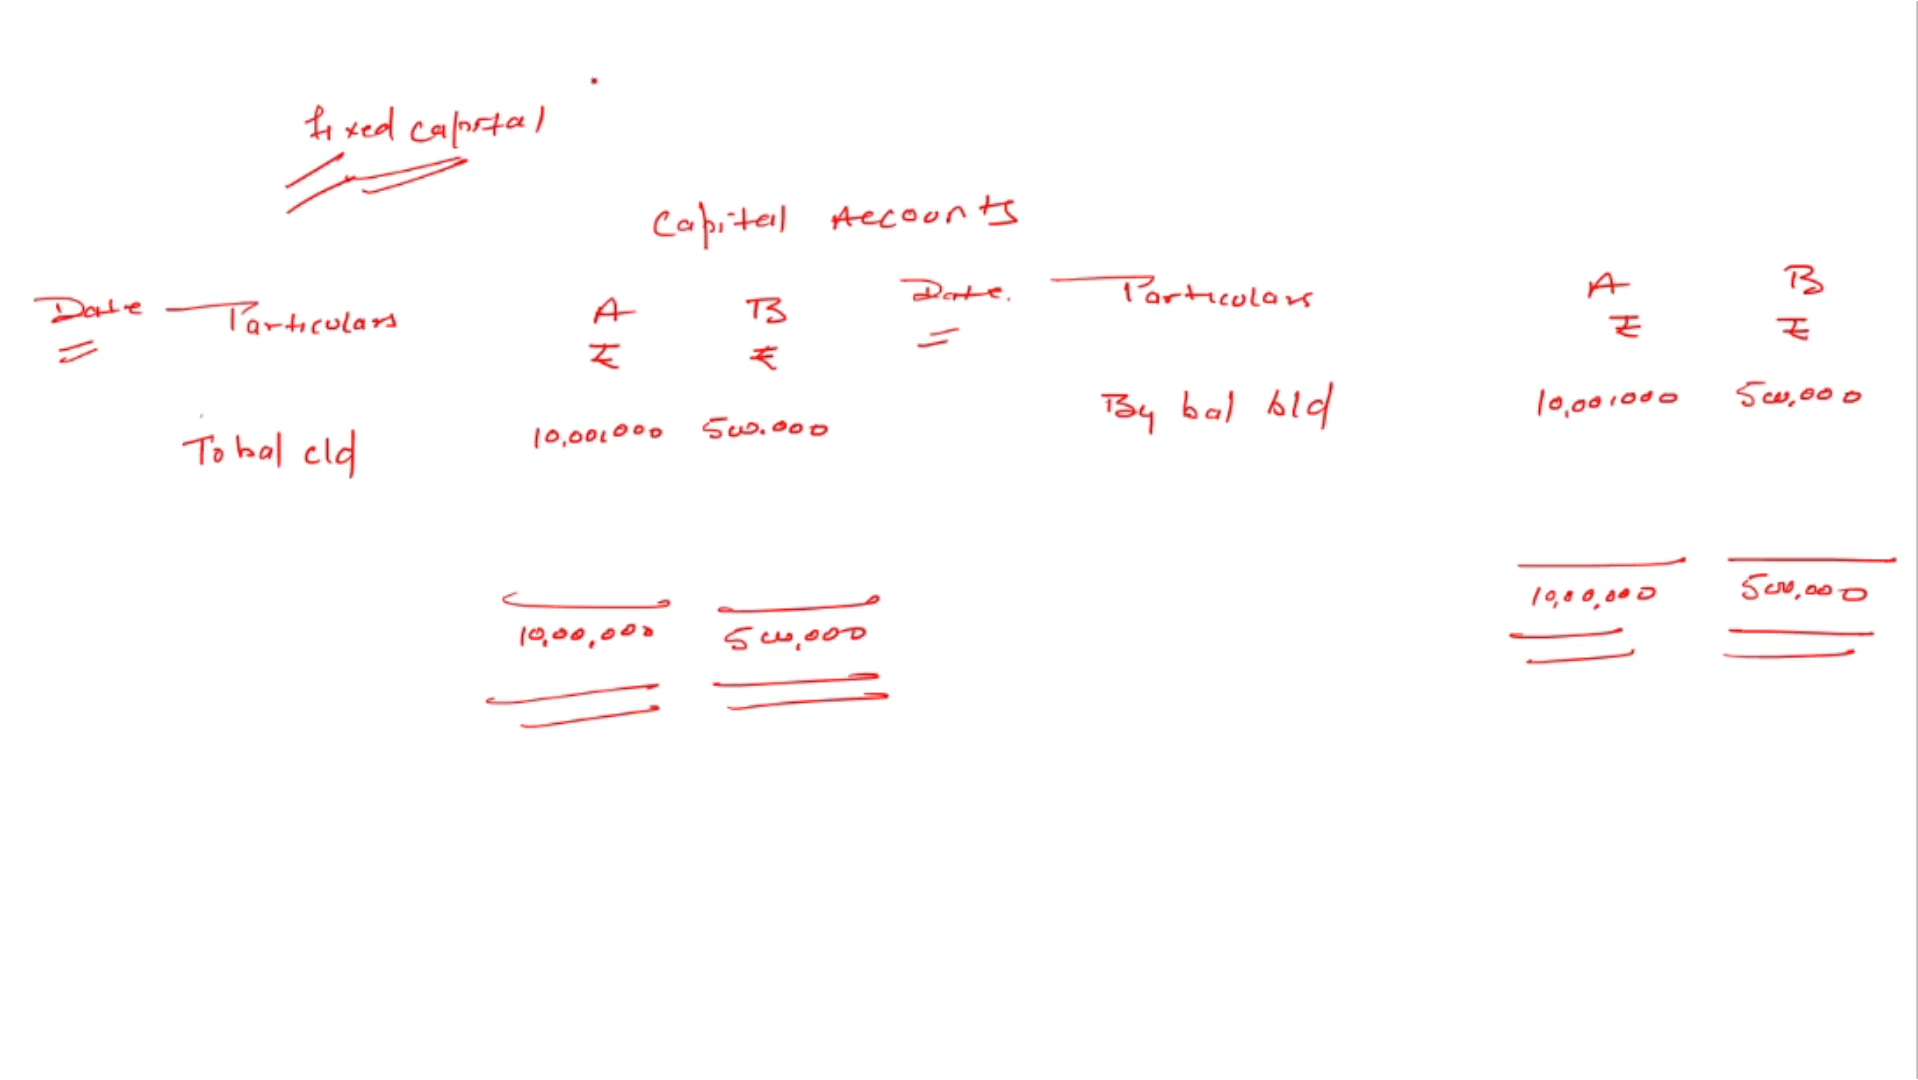 Fixed capital
Capital Accounts
Date Particulars A B Date. Particulars A B
₹ ₹ ₹ ₹
To bal c/d 10,00,000 500,000 By bal b/d 10,00,000 500,000
10,00,000 500,000 10,00,000 500,000